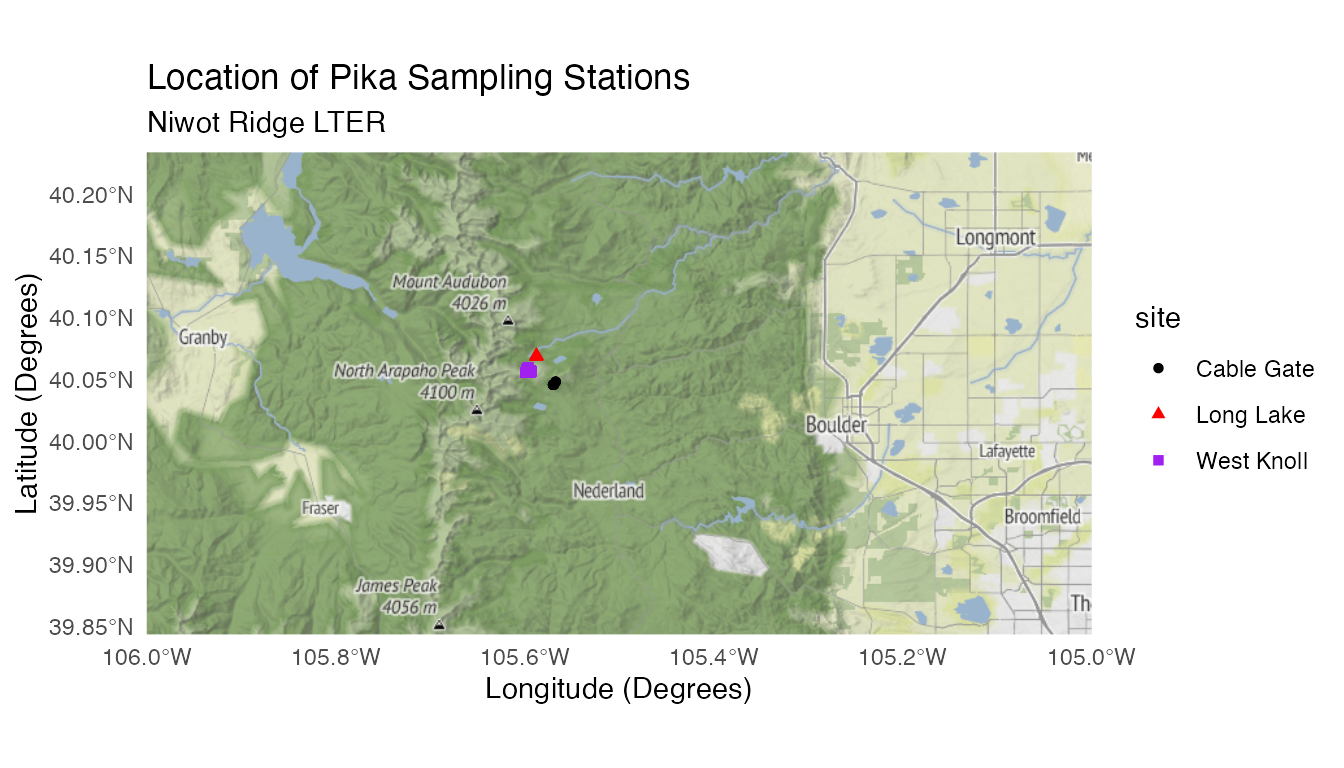 Location of Pika Sampling Stations
Niwot Ridge LTER
40.20°N
40.15°N
40.10°N
40.05°N
40.00°N
39.95°N
39.90°N
39.85°N
Latitude (Degrees)
Longmont
Mount Audubon
4026 m
Granby
North Arapaho Peak
4100 m
Boulder
Lafayette
Nederland
Fraser
Broomfield
James Peak
4056 m
106.0°W
105.8°W
105.6°W
105.4°W
105.2°W
105.0°W
Longitude (Degrees)
site
Cable Gate
Long Lake
West Knoll